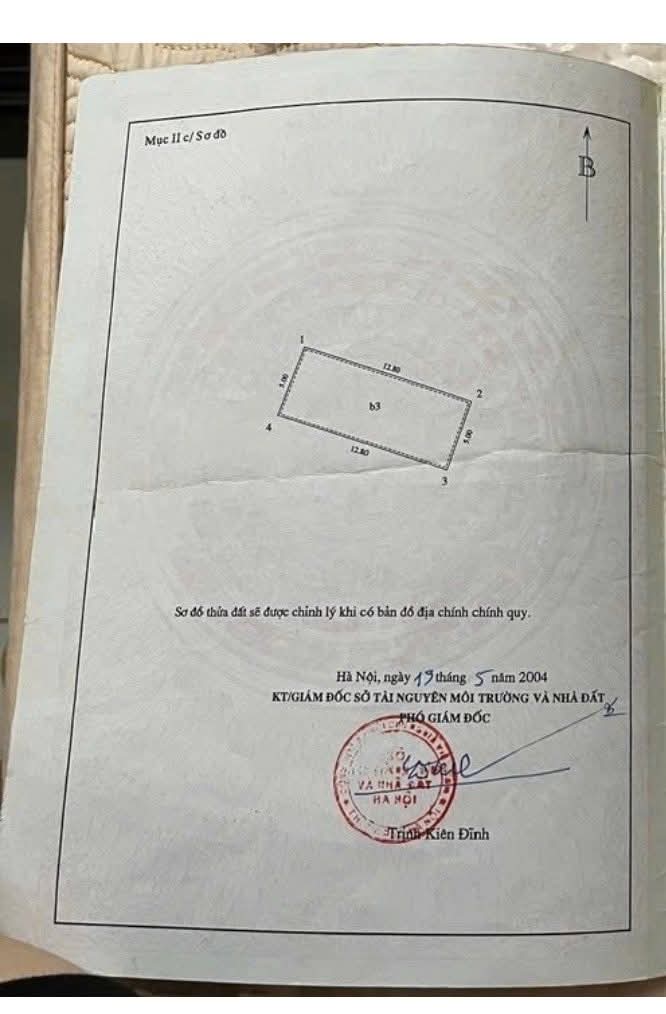 Mục II c/ Sơ đồ
B
1
12.80
2
5.00
b3
5.00
4
12.80
3
Sơ đồ thửa đất sẽ được chỉnh lý khi có bản đồ địa chính chính quy.
Hà Nội, ngày 19 tháng 5 năm 2004
KT/GIÁM ĐỐC SỞ TÀI NGUYÊN MÔI TRƯỜNG VÀ NHÀ ĐẤT
PHÓ GIÁM ĐỐC
SỞ
VÀ NHÀ ĐẤT
HÀ NỘI
Trịnh Kiên Đĩnh